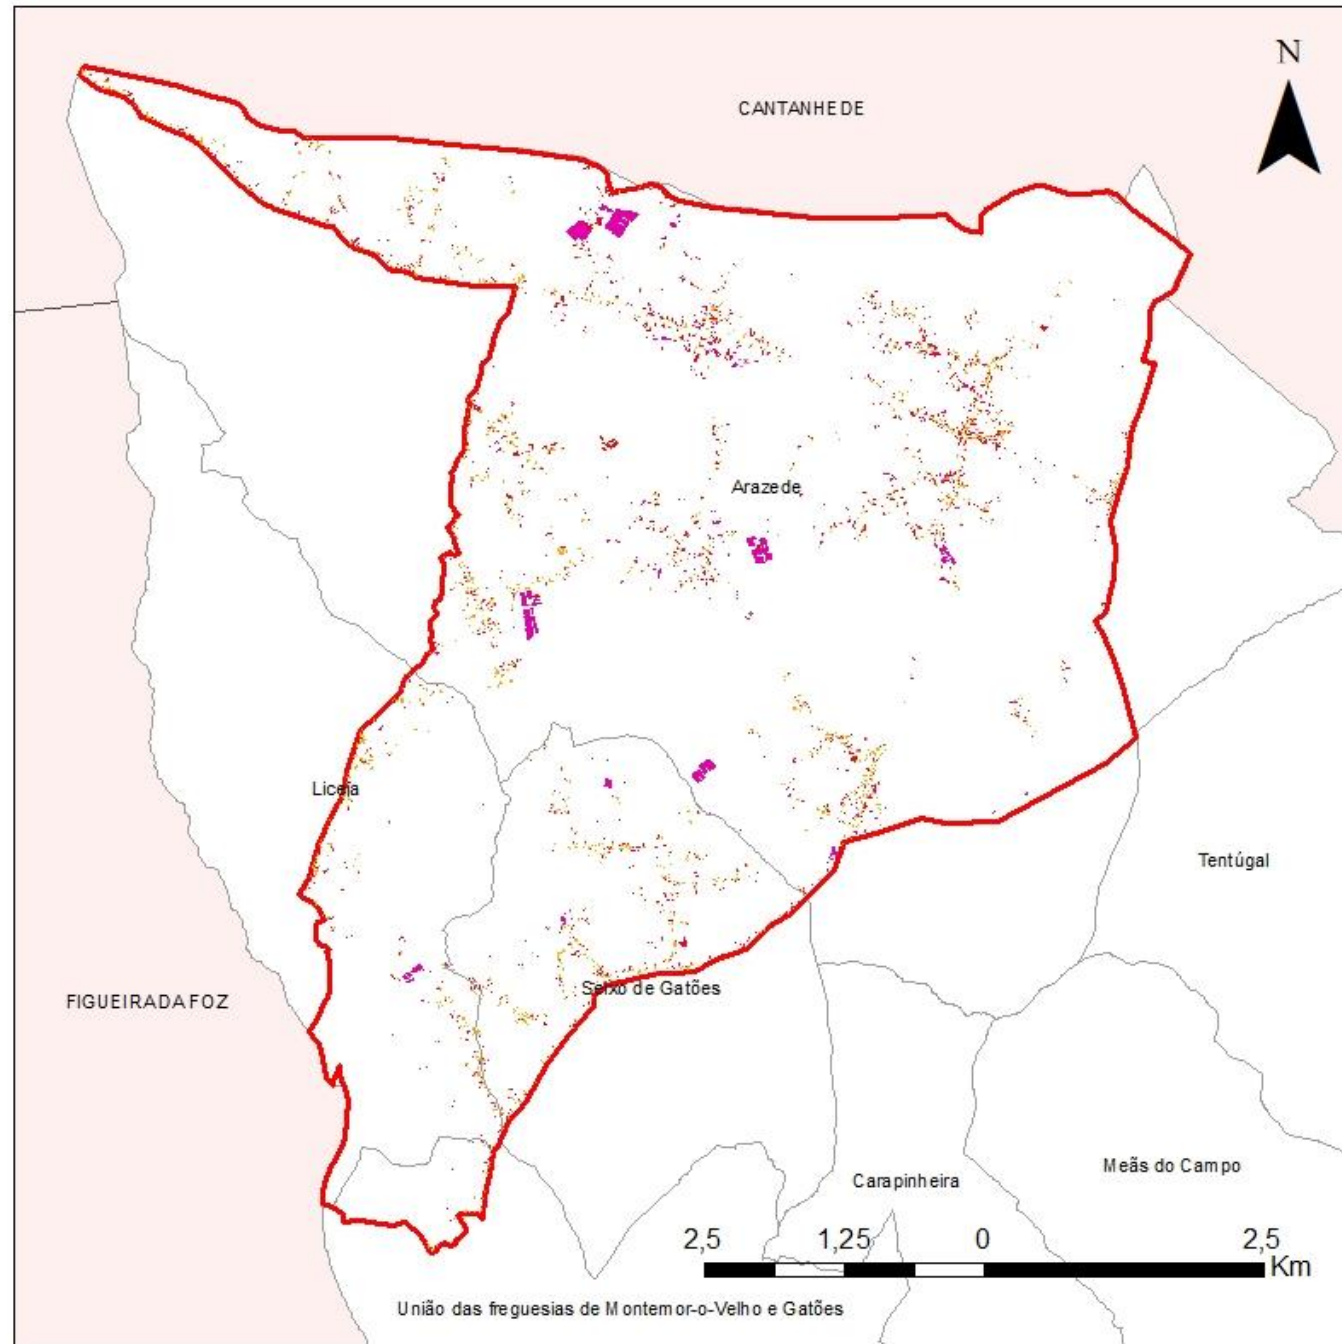 N
CANTANHEDE
Arazede
Liceia
Tentúgal
Seixo de Gatões
FIGUEIRA DA FOZ
Meãs do Campo
Carapinheira
2,5 1,25 0 2,5
Km
União das freguesias de Montemor-o-Velho e Gatões